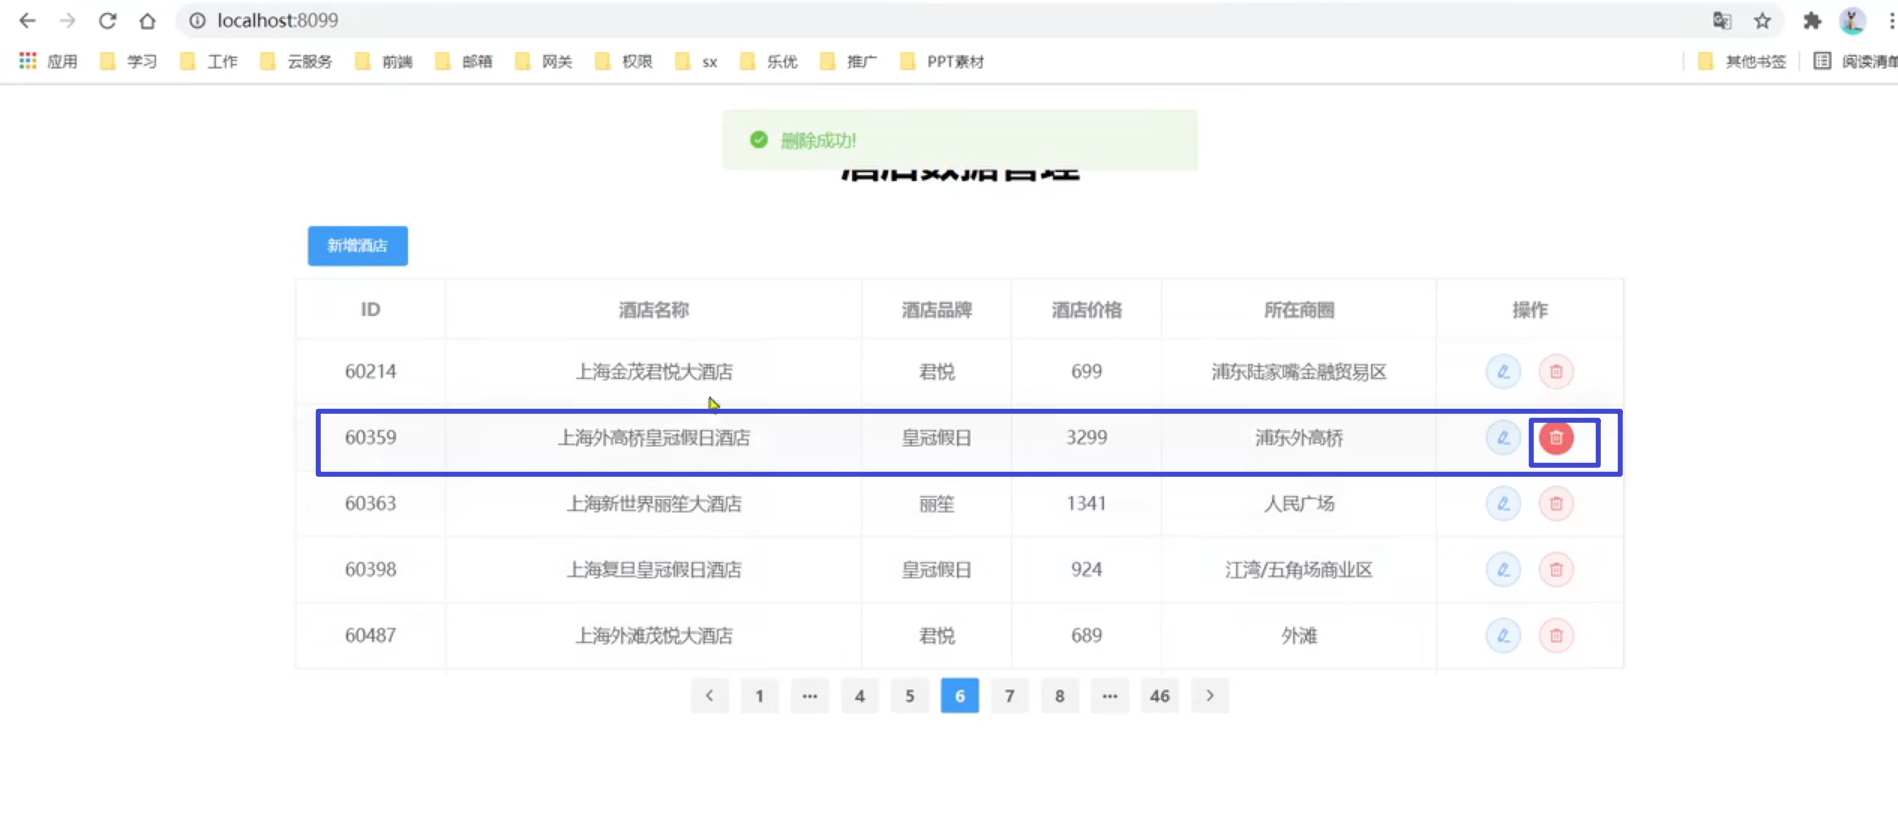 localhost:8099
应用 学习 工作 云服务 前端 邮箱 网关 权限 sx 乐优 推广 PPT素材 其他书签 阅读清单
删除成功!
酒店数据管理
新增酒店
ID 酒店名称 酒店品牌 酒店价格 所在商圈 操作
60214 上海金茂君悦大酒店 君悦 699 浦东陆家嘴金融贸易区
60359 上海外高桥皇冠假日酒店 皇冠假日 3299 浦东外高桥
60363 上海新世界丽笙大酒店 丽笙 1341 人民广场
60398 上海复旦皇冠假日酒店 皇冠假日 924 江湾/五角场商业区
60487 上海外滩茂悦大酒店 君悦 689 外滩
1 ··· 4 5 6 7 8 ··· 46